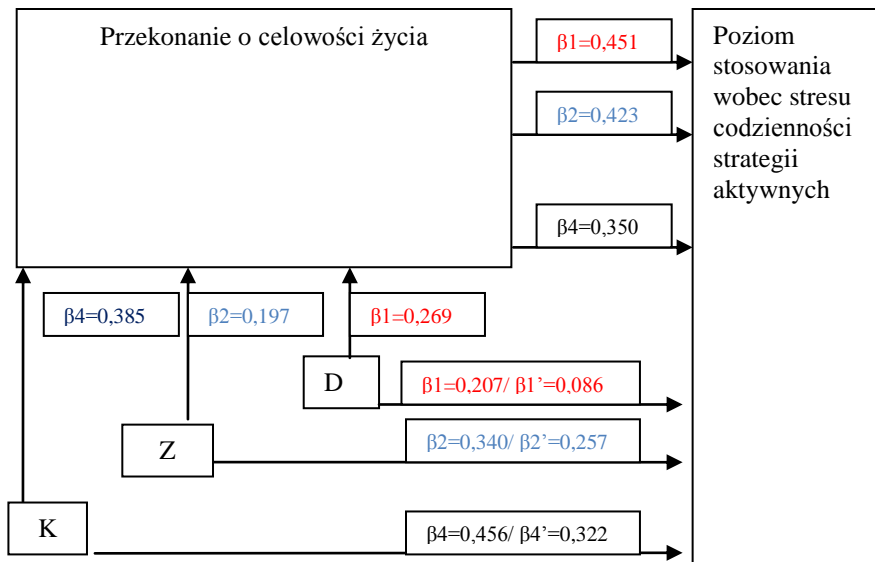 Przekonanie o celowości życia
β1=0,451
β2=0,423
β4=0,350
Poziom
stosowania
wobec stresu
codzienności
strategii
aktywnych
β4=0,385
β2=0,197
β1=0,269
D
β1=0,207/ β1’=0,086
Z
β2=0,340/ β2’=0,257
K
β4=0,456/ β4’=0,322